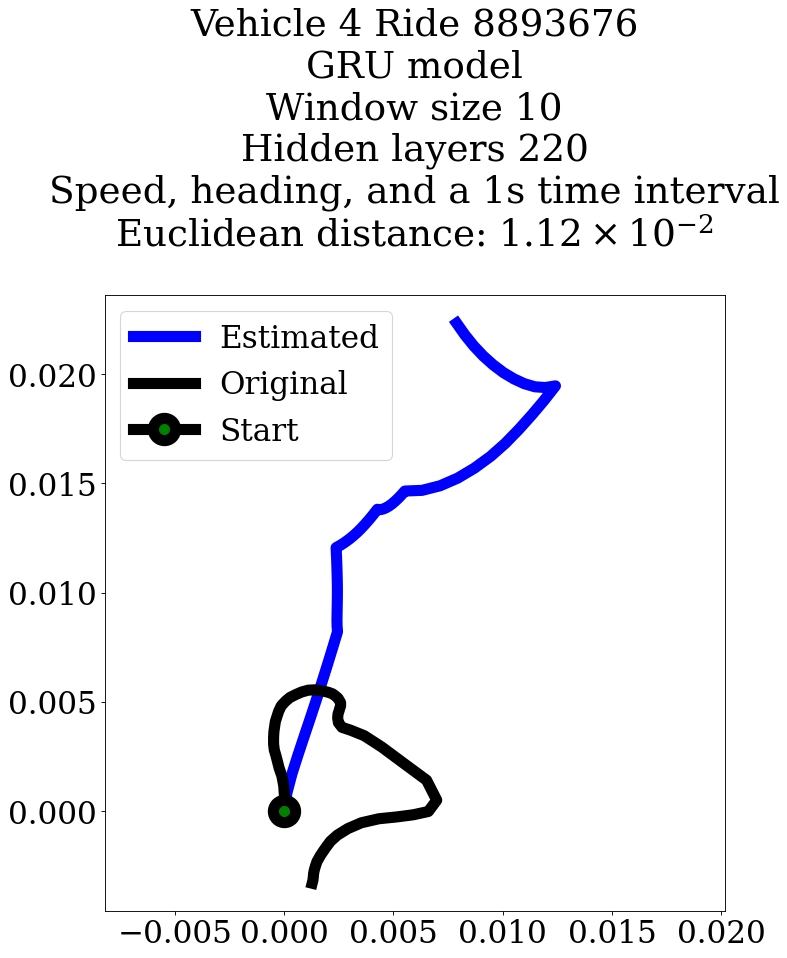 Vehicle 4 Ride 8893676
GRU model
Window size 10
Hidden layers 220
Speed, heading, and a 1s time interval
Euclidean distance: 1.12 × 10⁻²
Estimated
Original
Start
0.020
0.015
0.010
0.005
0.000
−0.005 0.000 0.005 0.010 0.015 0.020